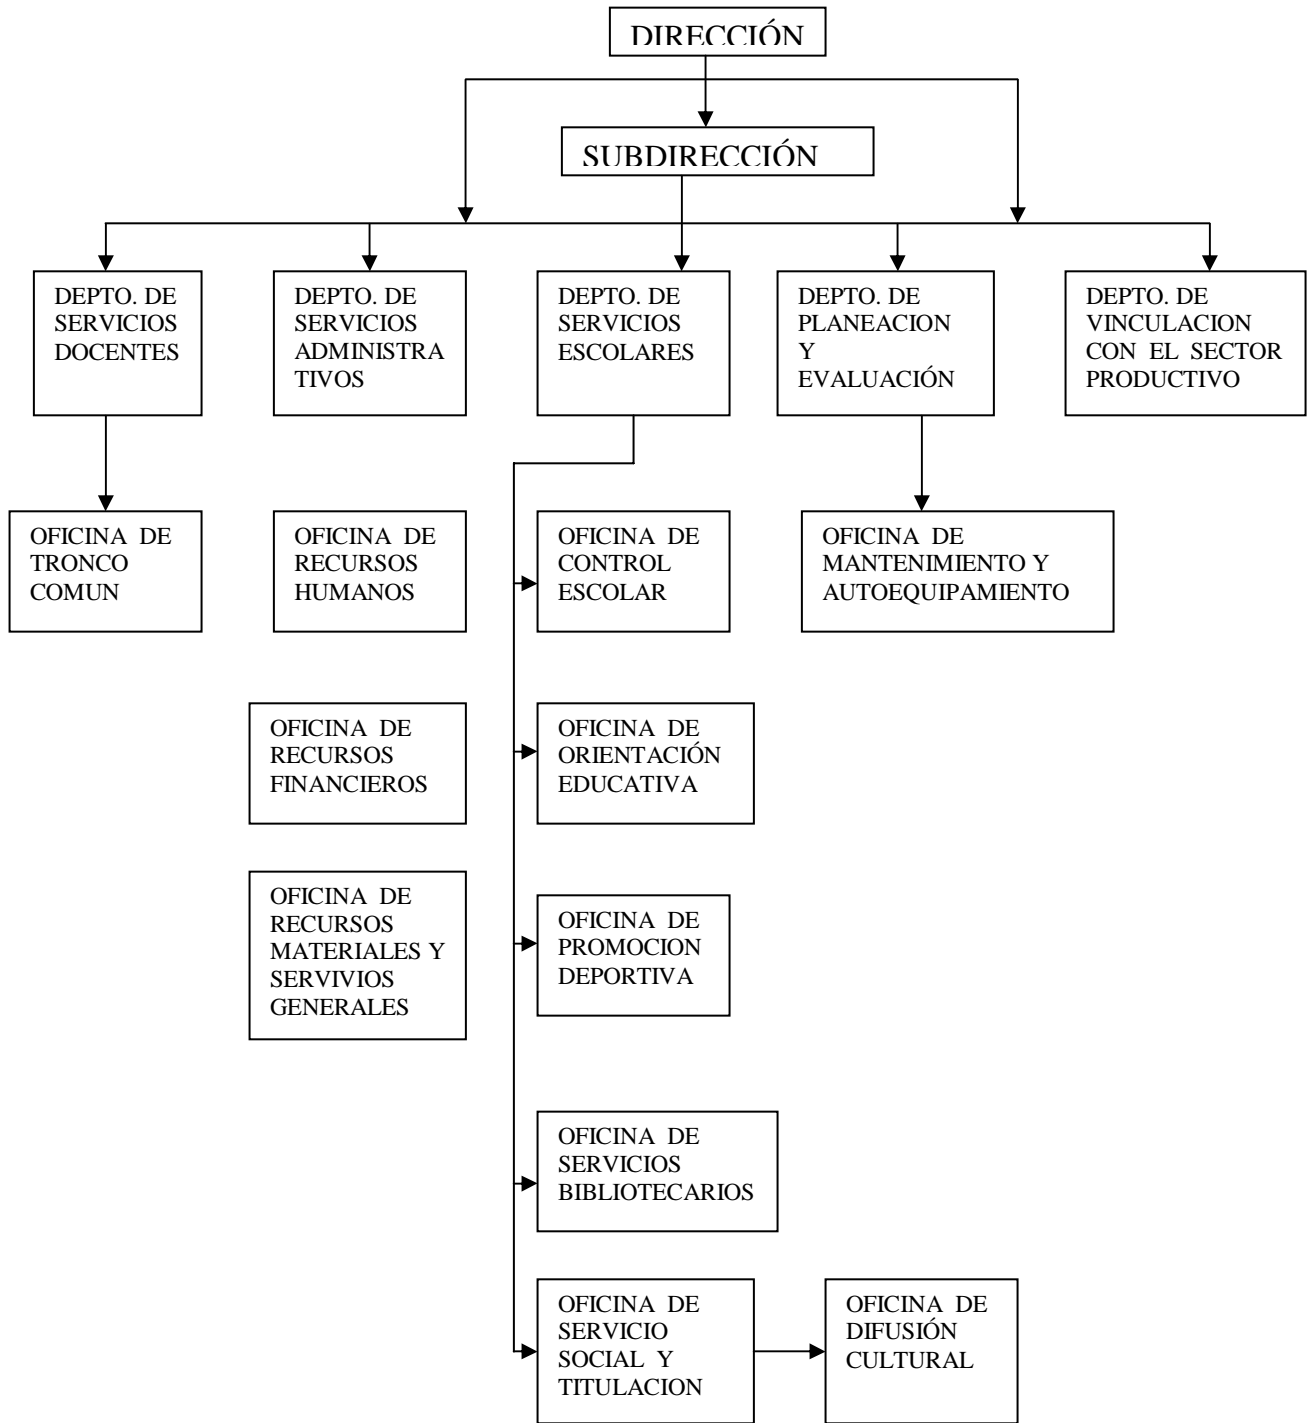 DIRECCIÓN
SUBDIRECCIÓN
DEPTO. DE
SERVICIOS
DOCENTES
DEPTO. DE
SERVICIOS
ADMINISTRA
TIVOS
DEPTO. DE
SERVICIOS
ESCOLARES
DEPTO. DE
PLANEACION
Y
EVALUACIÓN
DEPTO. DE
VINCULACION
CON EL SECTOR
PRODUCTIVO
OFICINA DE
TRONCO
COMUN
OFICINA DE
RECURSOS
HUMANOS
OFICINA DE
CONTROL
ESCOLAR
OFICINA DE
MANTENIMIENTO Y
AUTOEQUIPAMIENTO
OFICINA DE
RECURSOS
FINANCIEROS
OFICINA DE
ORIENTACIÓN
EDUCATIVA
OFICINA DE
RECURSOS
MATERIALES Y
SERVIVIOS
GENERALES
OFICINA DE
PROMOCION
DEPORTIVA
OFICINA DE
SERVICIOS
BIBLIOTECARIOS
OFICINA DE
SERVICIO
SOCIAL Y
TITULACION
OFICINA DE
DIFUSIÓN
CULTURAL